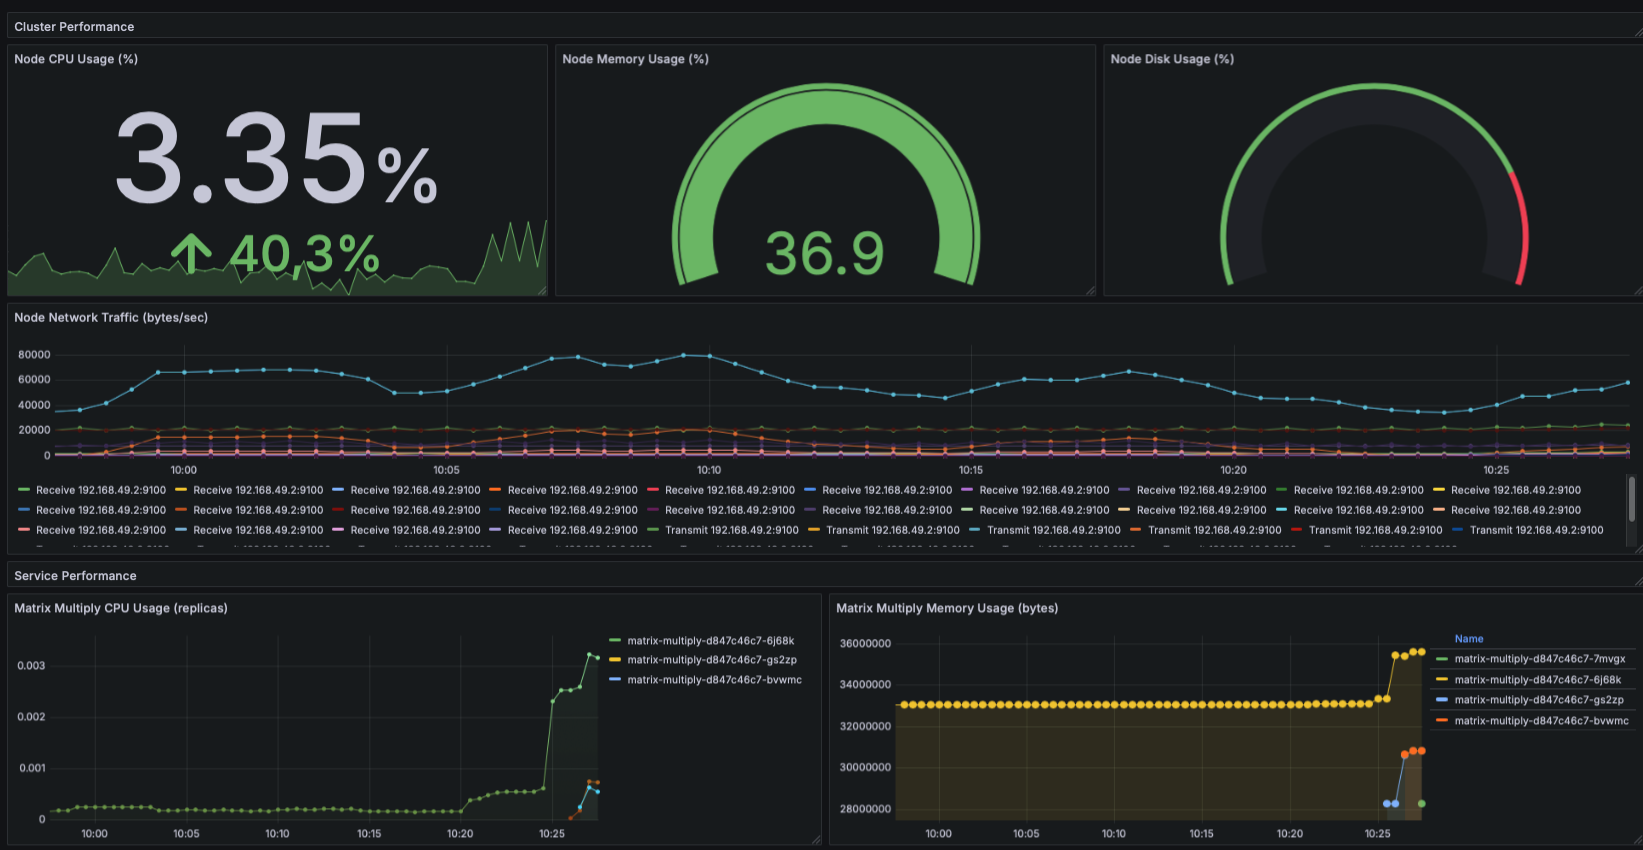 Cluster Performance
Node CPU Usage (%)
3.35%
↑ 40,3%
Node Memory Usage (%)
36.9
Node Disk Usage (%)
Node Network Traffic (bytes/sec)
80000
60000
40000
20000
0
10:00 10:05 10:10 10:15 10:20 10:25
Receive 192.168.49.2:9100 Receive 192.168.49.2:9100 Receive 192.168.49.2:9100 Receive 192.168.49.2:9100 Receive 192.168.49.2:9100 Receive 192.168.49.2:9100 Receive 192.168.49.2:9100 Receive 192.168.49.2:9100 Receive 192.168.49.2:9100 Receive 192.168.49.2:9100
Receive 192.168.49.2:9100 Receive 192.168.49.2:9100 Receive 192.168.49.2:9100 Receive 192.168.49.2:9100 Receive 192.168.49.2:9100 Receive 192.168.49.2:9100 Receive 192.168.49.2:9100 Receive 192.168.49.2:9100 Receive 192.168.49.2:9100 Receive 192.168.49.2:9100
Receive 192.168.49.2:9100 Receive 192.168.49.2:9100 Receive 192.168.49.2:9100 Receive 192.168.49.2:9100 Transmit 192.168.49.2:9100 Transmit 192.168.49.2:9100 Transmit 192.168.49.2:9100 Transmit 192.168.49.2:9100 Transmit 192.168.49.2:9100 Transmit 192.168.49.2:9100
Service Performance
Matrix Multiply CPU Usage (replicas)
0.003
0.002
0.001
0
10:00 10:05 10:10 10:15 10:20 10:25
matrix-multiply-d847c46c7-6j68k
matrix-multiply-d847c46c7-gs2zp
matrix-multiply-d847c46c7-bvwmc
Matrix Multiply Memory Usage (bytes)
36000000
34000000
32000000
30000000
28000000
10:00 10:05 10:10 10:15 10:20 10:25
Name
matrix-multiply-d847c46c7-7mvgx
matrix-multiply-d847c46c7-6j68k
matrix-multiply-d847c46c7-gs2zp
matrix-multiply-d847c46c7-bvwmc